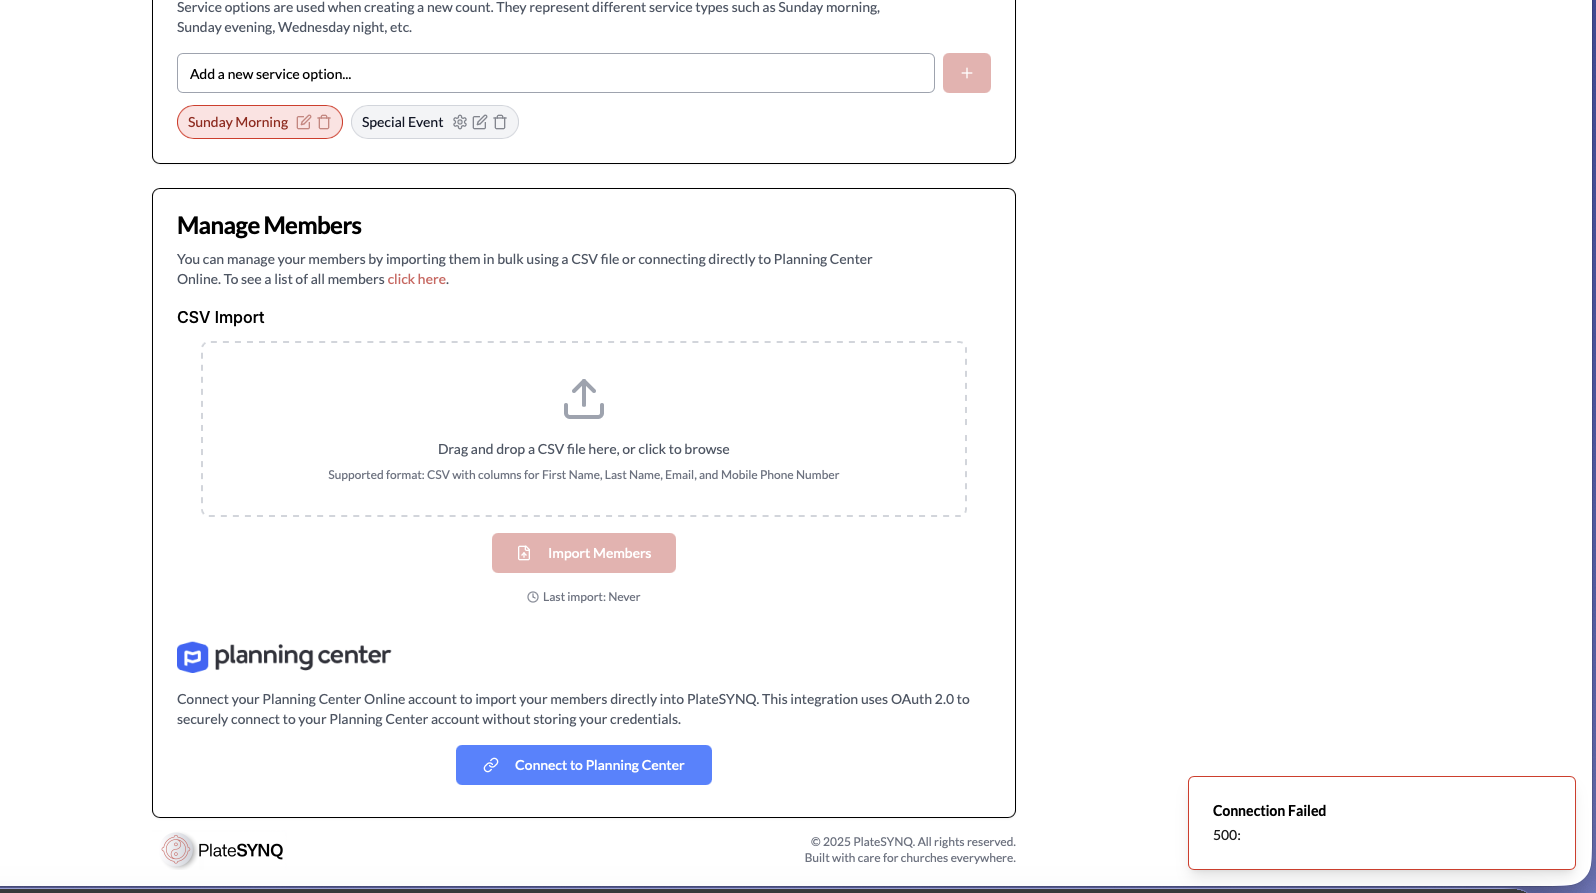 Service options are used when creating a new count. They represent different service types such as Sunday morning,
Sunday evening, Wednesday night, etc.
Add a new service option...
Sunday Morning
Special Event
Manage Members
You can manage your members by importing them in bulk using a CSV file or connecting directly to Planning Center
Online. To see a list of all members click here.
CSV Import
Drag and drop a CSV file here, or click to browse
Supported format: CSV with columns for First Name, Last Name, Email, and Mobile Phone Number
Import Members
Last import: Never
planning center
Connect your Planning Center Online account to import your members directly into PlateSYNQ. This integration uses OAuth 2.0 to
securely connect to your Planning Center account without storing your credentials.
Connect to Planning Center
PlateSYNQ
© 2025 PlateSYNQ. All rights reserved.
Built with care for churches everywhere.
Connection Failed
500: